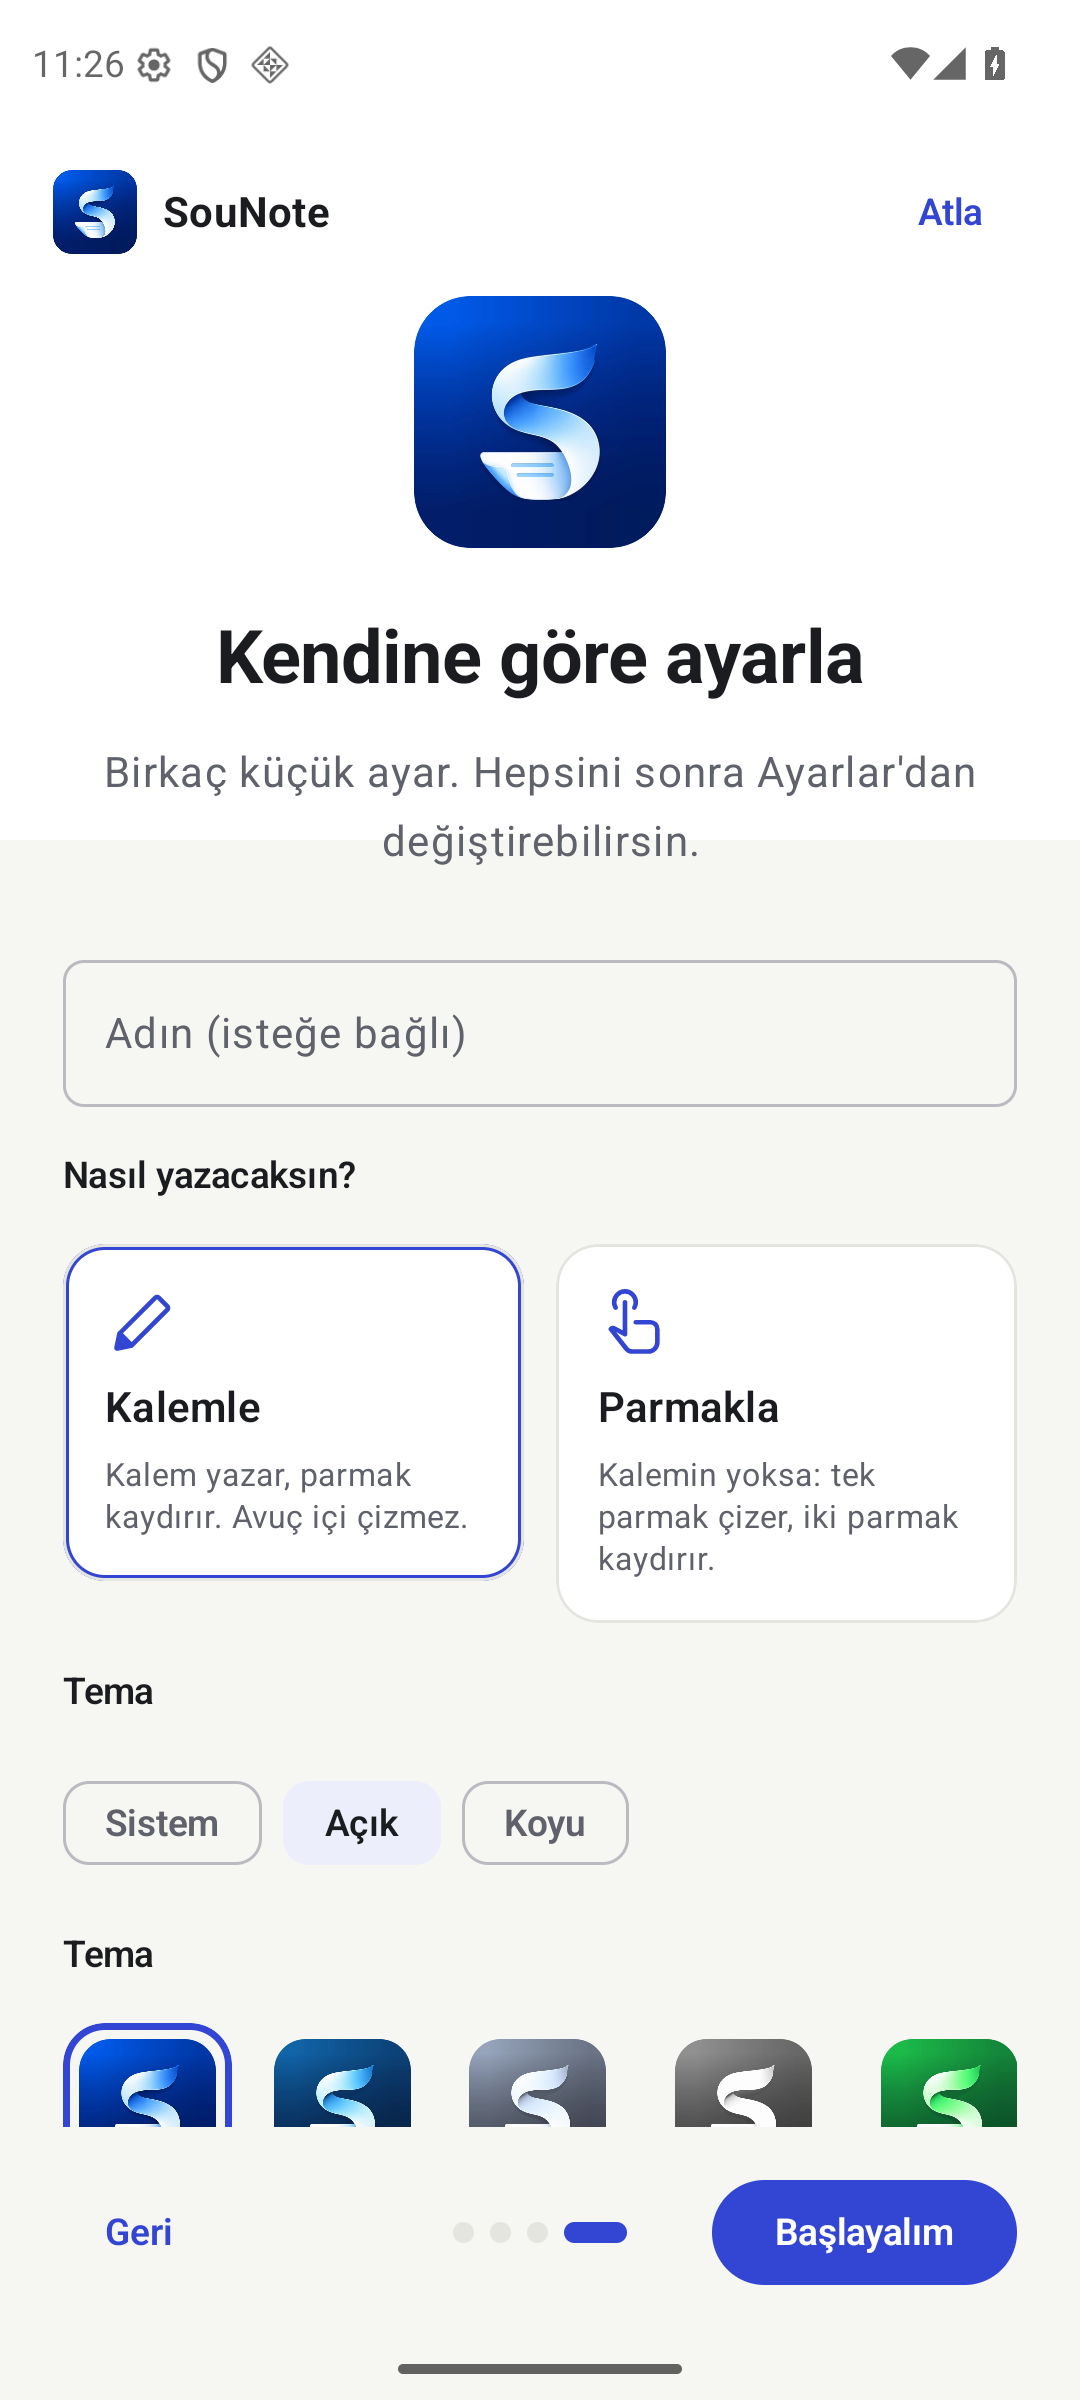 11:26
SouNote
Atla
Kendine göre ayarla
Birkaç küçük ayar. Hepsini sonra Ayarlar'dan
değiştirebilirsin.
Adın (isteğe bağlı)
Nasıl yazacaksın?
Kalemle
Kalem yazar, parmak
kaydırır. Avuç içi çizmez.
Parmakla
Kalemin yoksa: tek
parmak çizer, iki parmak
kaydırır.
Tema
Sistem
Açık
Koyu
Tema
Geri
Başlayalım